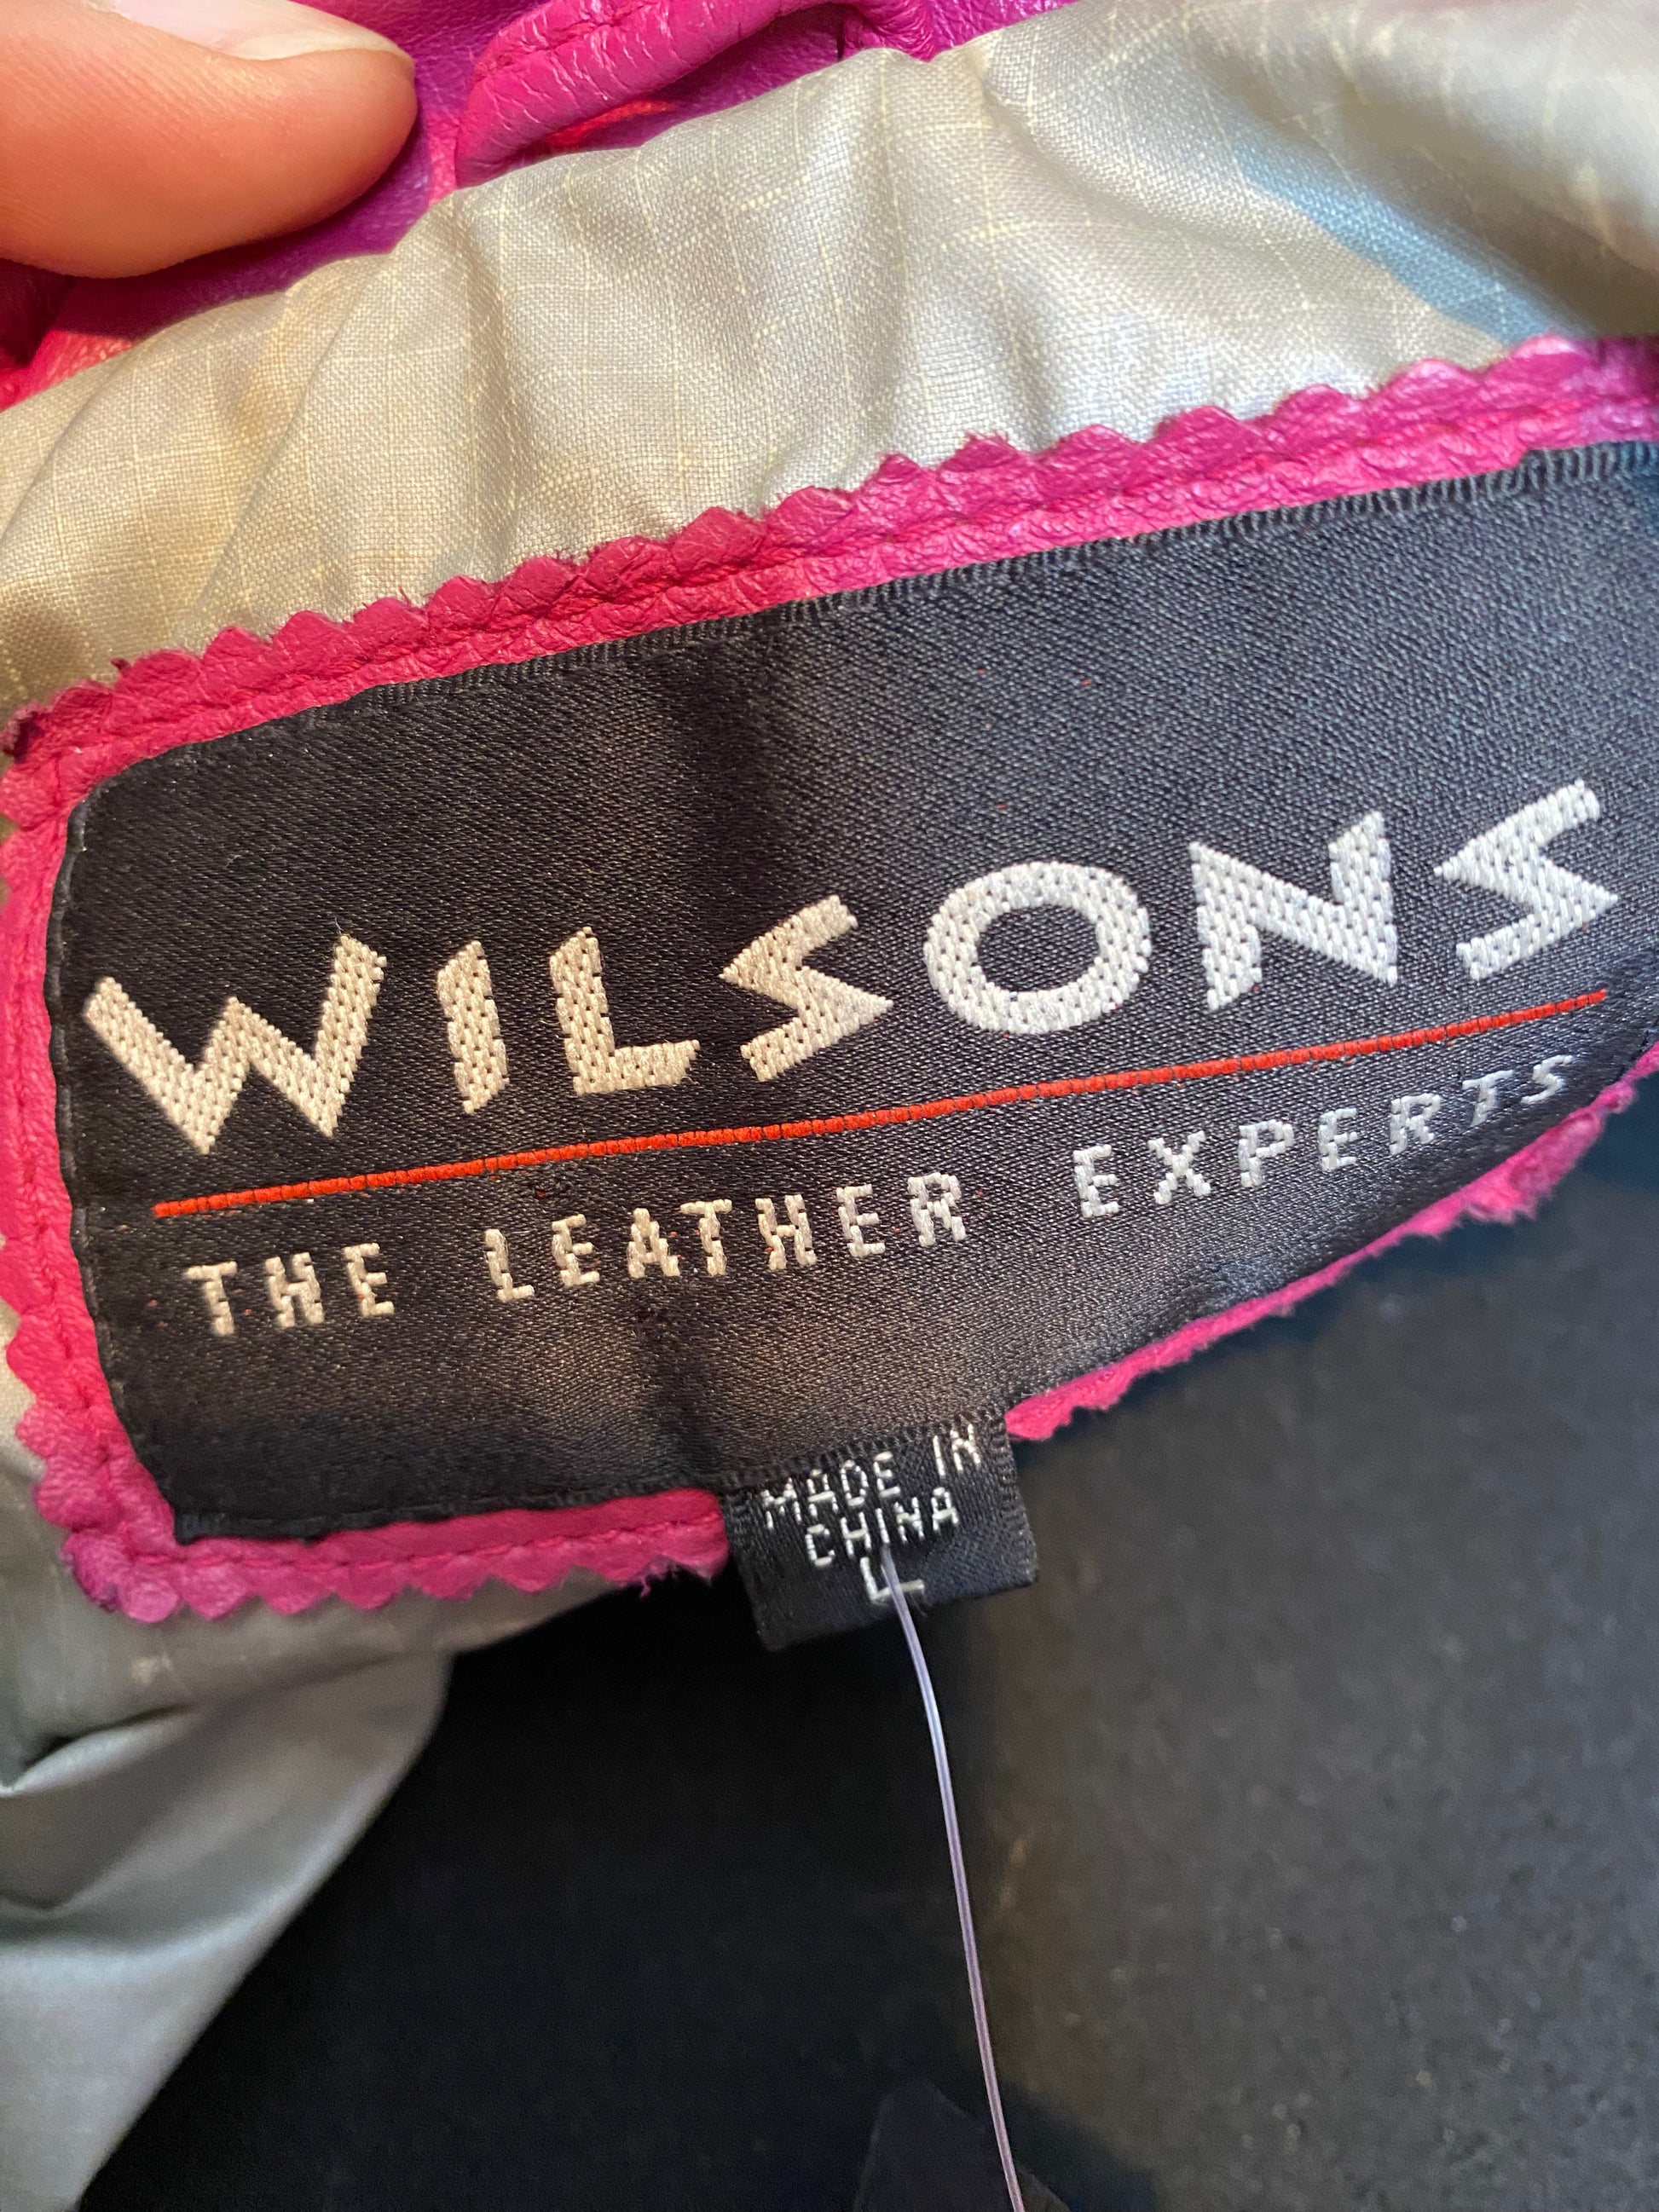 WILSONS
THE LEATHER EXPERTS
MADE IN
CHINA
L